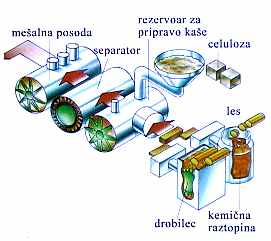 mešalna posoda
separator
rezervoar za
pripravo kaše
celuloza
les
drobilec
kemična
raztopina